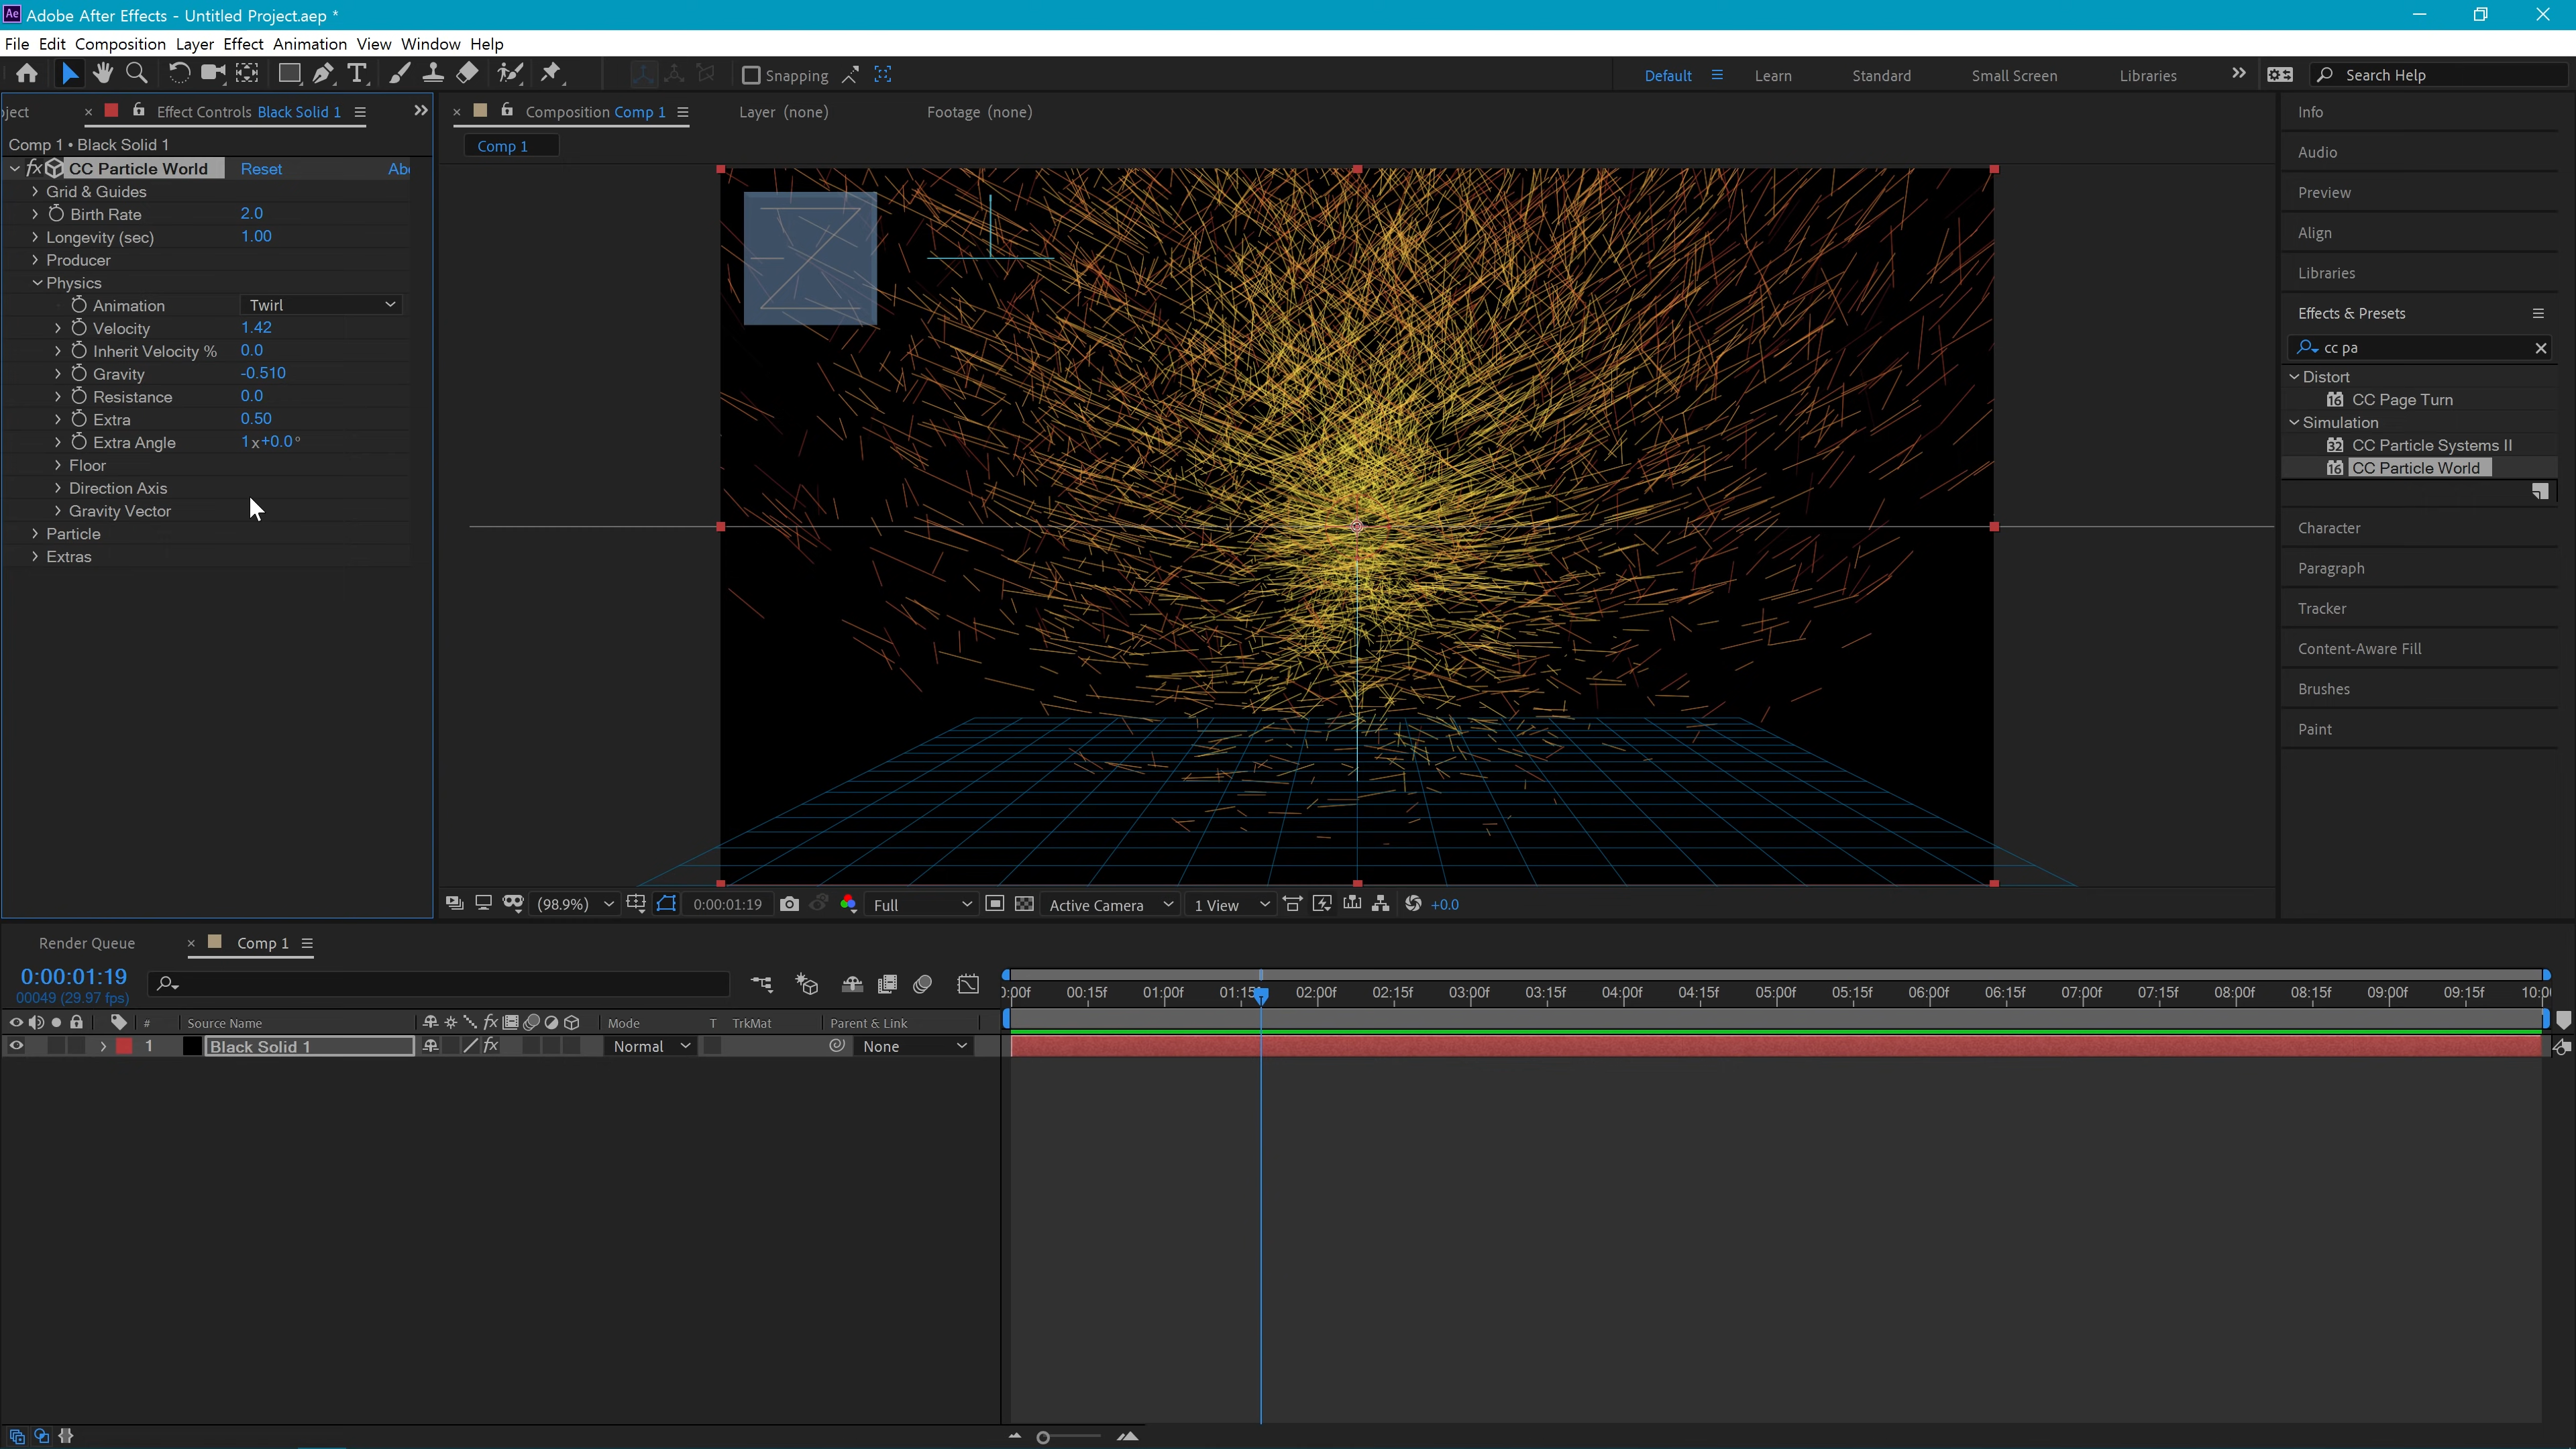 Ae Adobe After Effects - Untitled Project.aep *
File Edit Composition Layer Effect Animation View Window Help
Snapping
Default Learn Standard Small Screen Libraries
Search Help
oject
Effect Controls Black Solid 1
Composition Comp 1
Layer (none)
Footage (none)
Comp 1 • Black Solid 1
Comp 1
fx CC Particle World Reset Abo
Grid & Guides
Birth Rate 2.0
Longevity (sec) 1.00
Producer
Physics
Animation Twirl
Velocity 1.42
Inherit Velocity % 0.0
Gravity -0.510
Resistance 0.0
Extra 0.50
Extra Angle 1x+0.0°
Floor
Direction Axis
Gravity Vector
Particle
Extras
Info
Audio
Preview
Align
Libraries
Effects & Presets
cc pa
Distort
16 CC Page Turn
Simulation
32 CC Particle Systems II
16 CC Particle World
Character
Paragraph
Tracker
Content-Aware Fill
Brushes
Paint
(98.9%) 0:00:01:19 Full Active Camera 1 View +0.0
Render Queue Comp 1
0:00:01:19
00049 (29.97 fps)
00:15f 01:00f 02:00f 02:15f 03:00f 03:15f 04:00f 04:15f 05:00f 05:15f 06:00f 06:15f 07:00f 07:15f 08:00f 08:15f 09:00f 09:15f
# Source Name fx Mode T TrkMat Parent & Link
1 Black Solid 1 fx Normal None